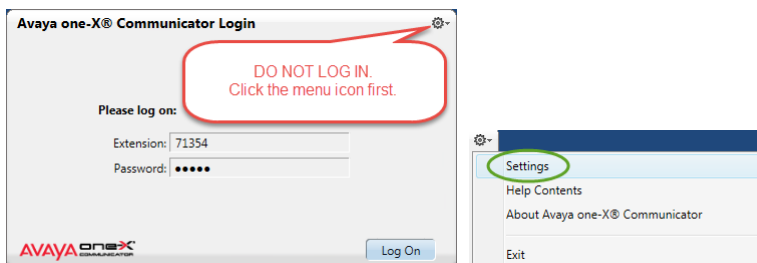 Avaya one-X® Communicator Login
DO NOT LOG IN.
Click the menu icon first.
Please log on:
Extension: 71354
Password: •••••
AVAYA one-X
COMMUNICATOR
Log On
Settings
Help Contents
About Avaya one-X® Communicator
Exit